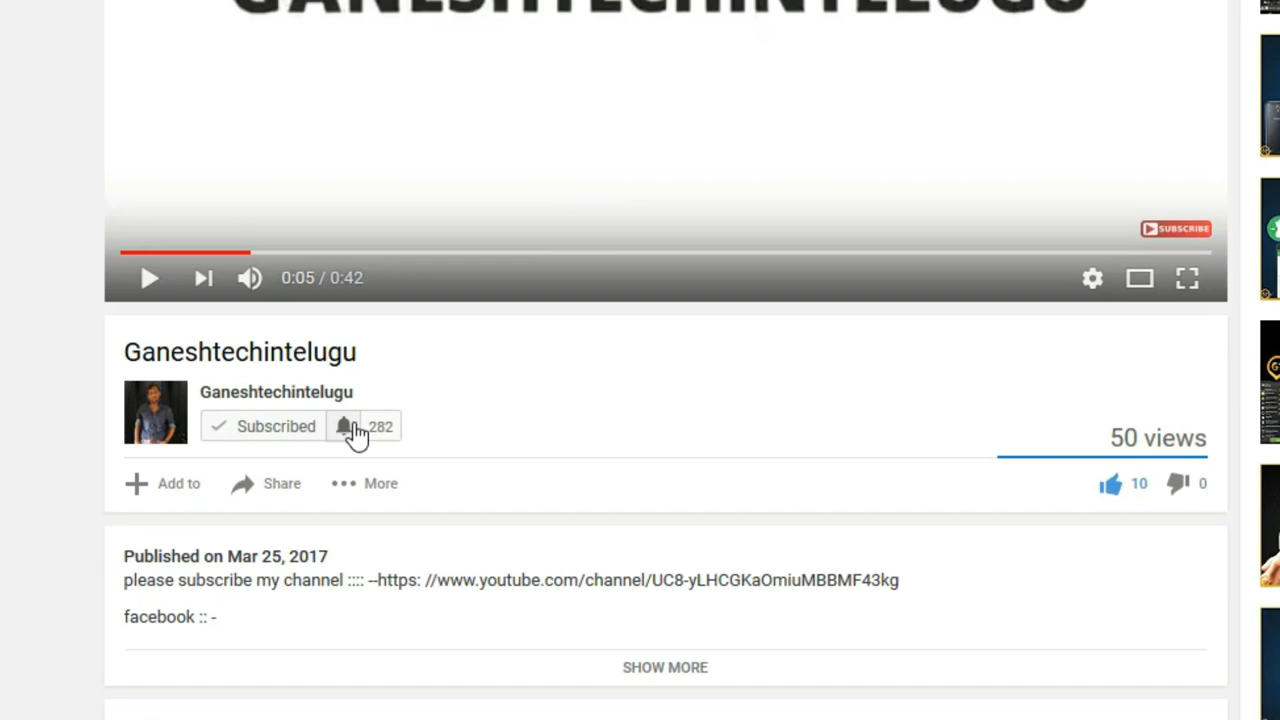 GANESHTECHINTELUGU
SUBSCRIBE
0:05 / 0:42
Ganeshtechintelugu
Ganeshtechintelugu
Subscribed 282
50 views
Add to Share More 10 0
Published on Mar 25, 2017
please subscribe my channel :::: --https: //www.youtube.com/channel/UC8-yLHCGKaOmiuMBBMF43kg
facebook :: -
SHOW MORE